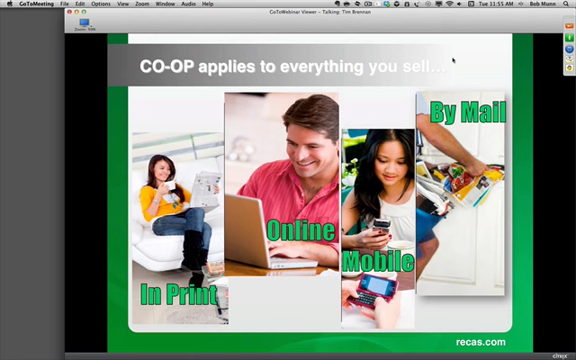 GoToMeeting File Edit Options View Zoom Window Audio Help
Tue 11:55 AM Bob Munn
GoToWebinar Viewer - Talking: Tim Brennan
CO-OP applies to everything you sell...
By Mail
Online
Mobile
In Print
recas.com
citrix